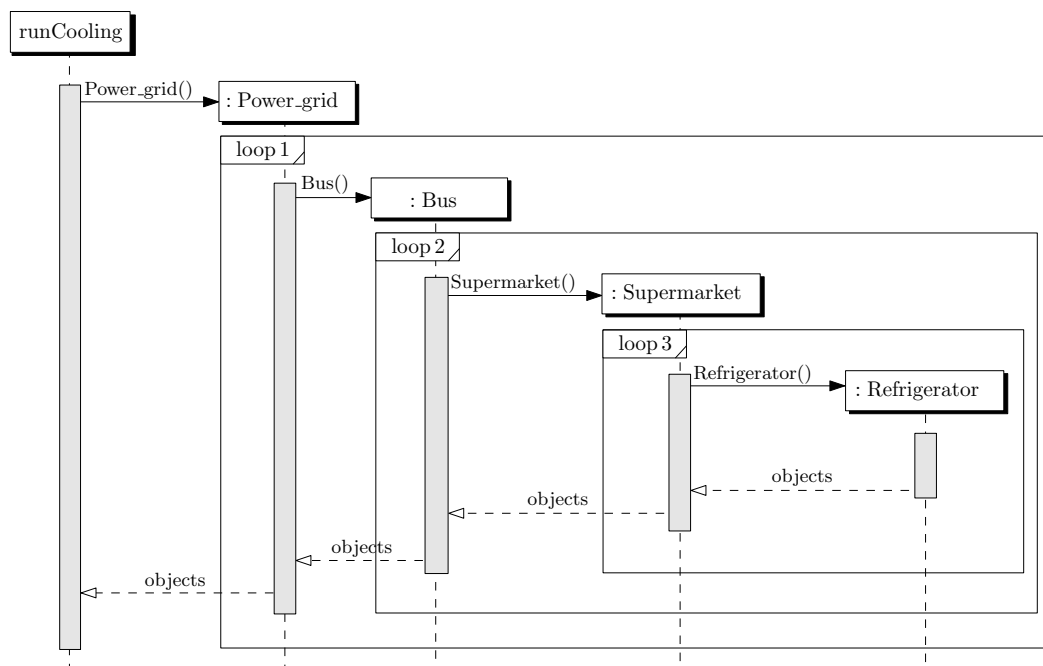 runCooling
Power_grid()
: Power_grid
loop 1
Bus()
: Bus
loop 2
Supermarket()
: Supermarket
loop 3
Refrigerator()
: Refrigerator
objects
objects
objects
objects